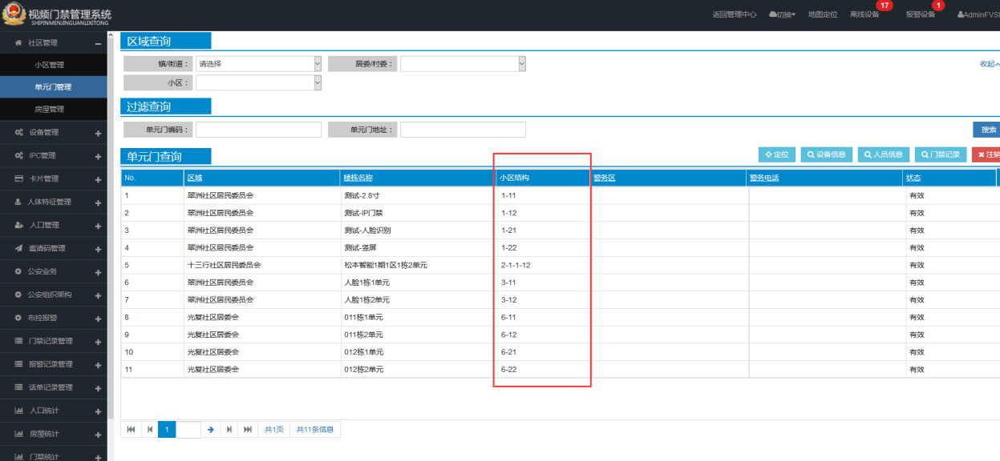 视频门禁管理系统
SHIPINMENJINGUANLIXITONG
返回管理中心 切换 地图定位 离线设备 17 报警设备 1 AdminFVS
社区管理
小区管理
单元门管理
房屋管理
设备管理
IPC管理
卡片管理
人体特征管理
人口管理
邀请码管理
公安业务
公安组织架构
布控报警
门禁记录管理
报警记录管理
话单记录管理
人口统计
房屋统计
门禁统计
区域查询
镇/街道： 请选择 居委/村委： 收起
小区：
过滤查询
单元门编码： 单元门地址： 搜索
单元门查询 定位 设备信息 人员信息 门禁记录 注销
No. 区域 楼栋名称 小区结构 警务区 警务电话 状态
1 翠洲社区居民委员会 测试-2.8寸 1-11 有效
2 翠洲社区居民委员会 测试-IP门禁 1-12 有效
3 翠洲社区居民委员会 测试-人脸识别 1-21 有效
4 翠洲社区居民委员会 测试-竖屏 1-22 有效
5 十三行社区居民委员会 松本智能1期1区1栋2单元 2-1-1-12 有效
6 翠洲社区居民委员会 人脸1栋1单元 3-11 有效
7 翠洲社区居民委员会 人脸1栋2单元 3-12 有效
8 光复社区居委会 011栋1单元 6-11 有效
9 光复社区居委会 011栋2单元 6-12 有效
10 光复社区居委会 012栋1单元 6-21 有效
11 光复社区居委会 012栋2单元 6-22 有效
1 共1页 共11条信息